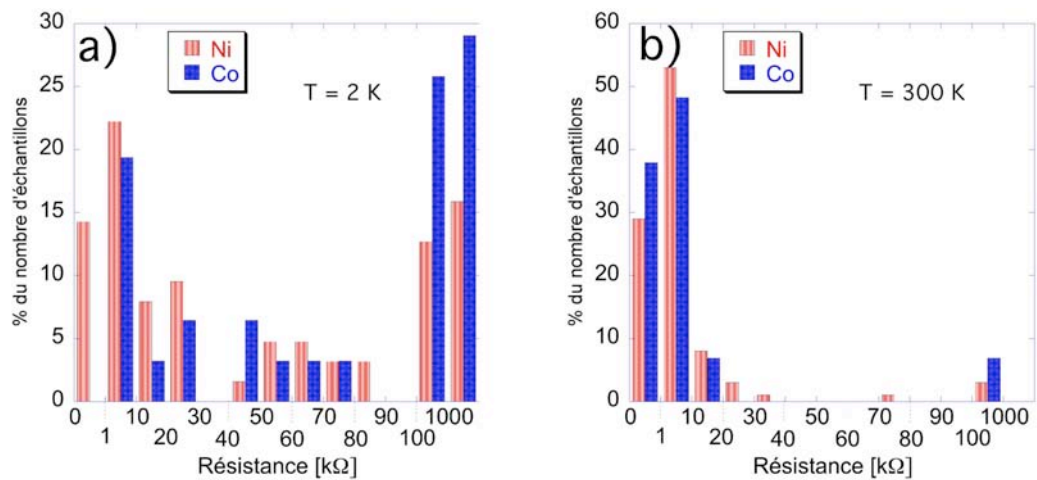 a)
Ni
Co
T = 2 K
% du nombre d'échantillons
30
25
20
15
10
5
0
0 10 30 50 70 90 1000
1 20 40 60 80 100
Résistance [kΩ]
b)
Ni
Co
T = 300 K
% du nombre d'échantillons
60
50
40
30
20
10
0
0 10 30 50 70 90 1000
1 20 40 60 80 100
Résistance [kΩ]